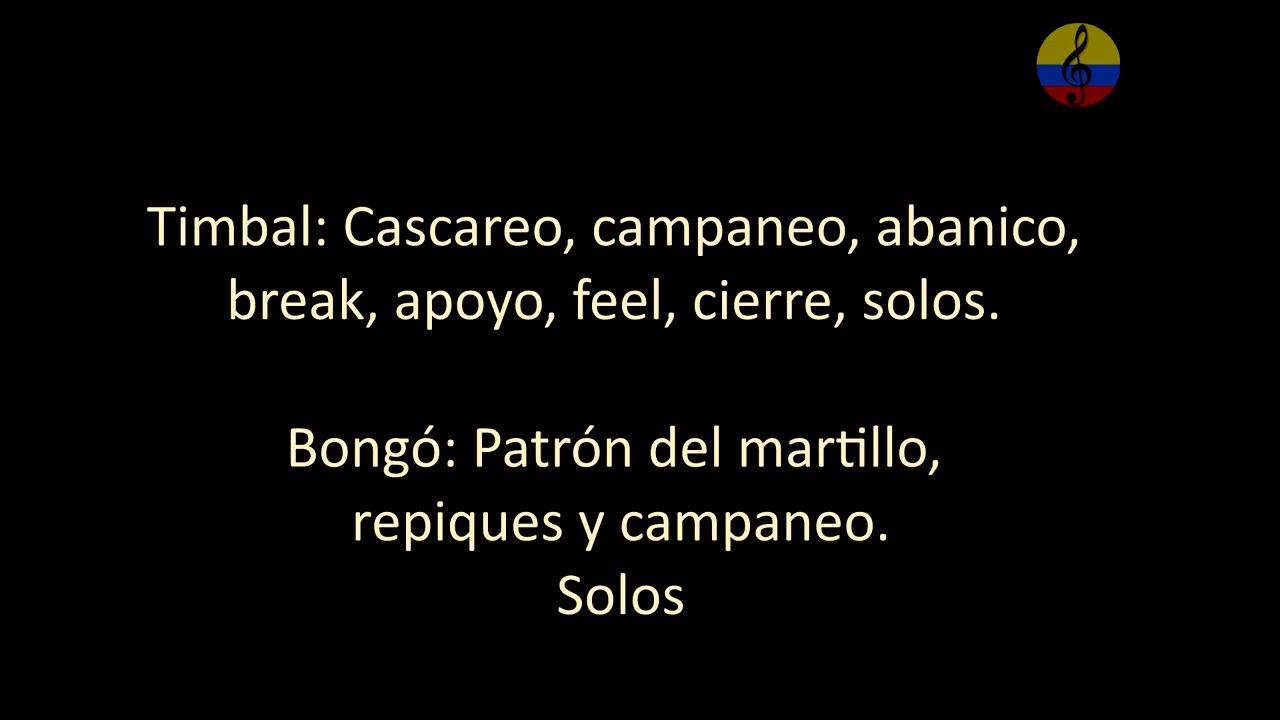 Timbal: Cascareo, campaneo, abanico,
break, apoyo, feel, cierre, solos.
Bongó: Patrón del martillo,
repiques y campaneo.
Solos